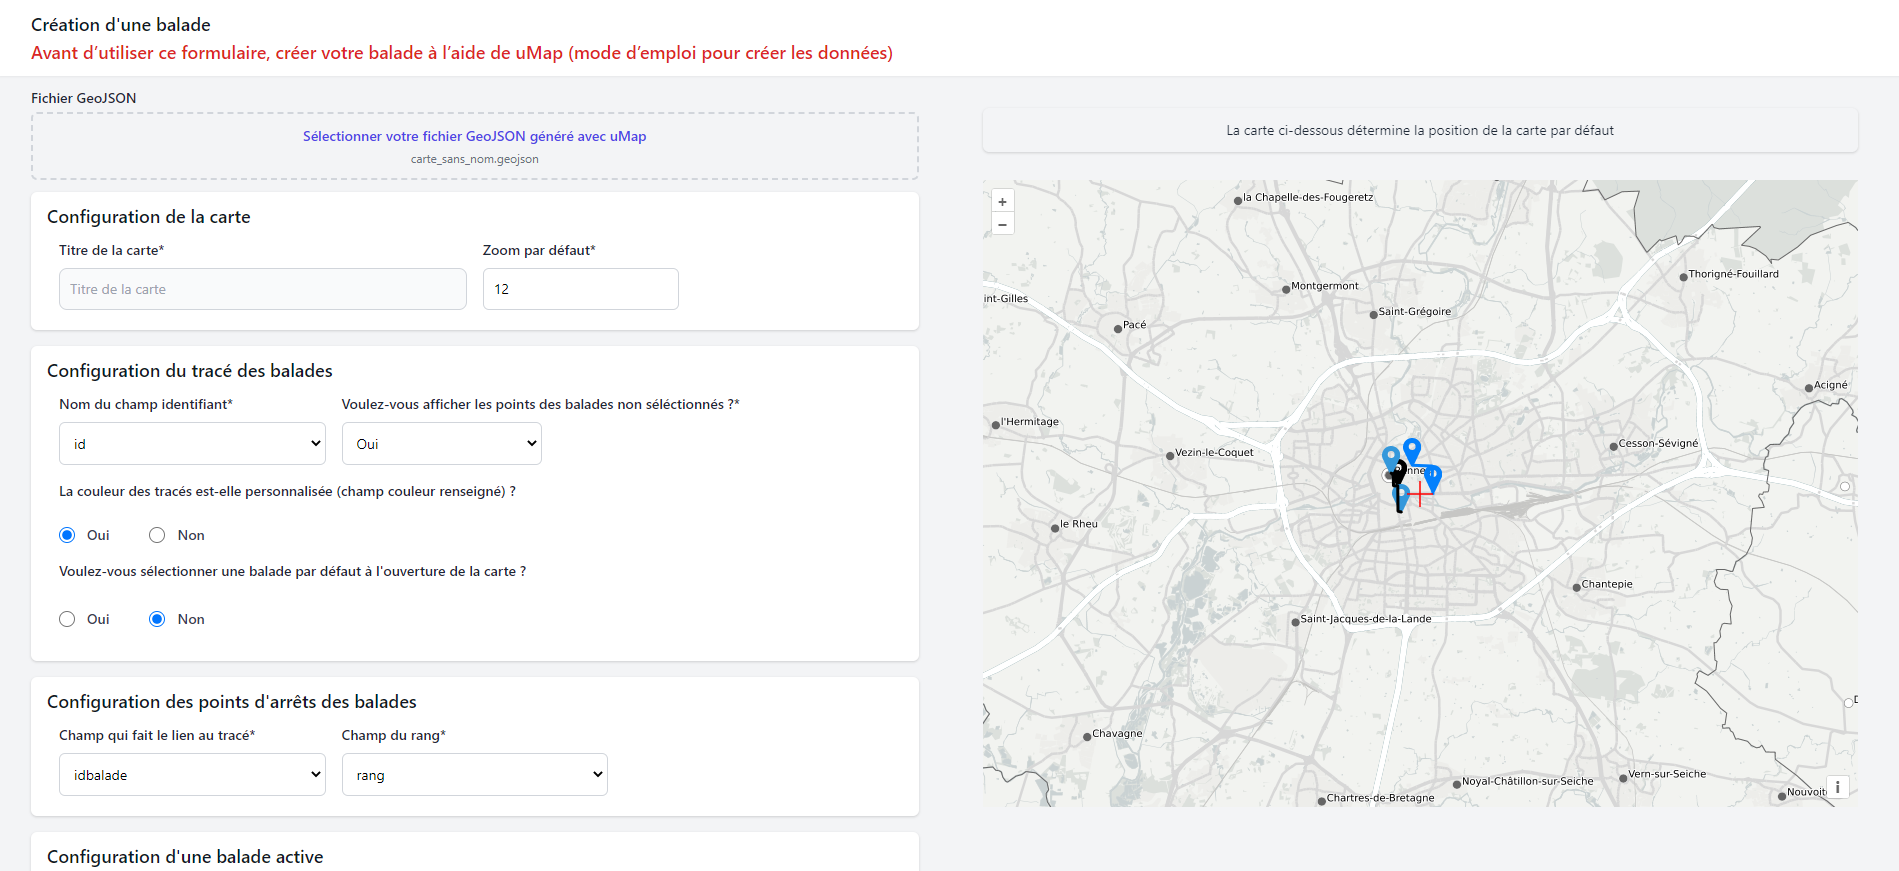 Création d'une balade
Avant d’utiliser ce formulaire, créer votre balade à l’aide de uMap (mode d’emploi pour créer les données)
Fichier GeoJSON
Sélectionner votre fichier GeoJSON généré avec uMap
carte_sans_nom.geojson
Configuration de la carte
Titre de la carte*
Zoom par défaut*
Titre de la carte
12
Configuration du tracé des balades
Nom du champ identifiant*
Voulez-vous afficher les points des balades non séléctionnés ?*
id
Oui
La couleur des tracés est-elle personnalisée (champ couleur renseigné) ?
Oui
Non
Voulez-vous sélectionner une balade par défaut à l'ouverture de la carte ?
Oui
Non
Configuration des points d'arrêts des balades
Champ qui fait le lien au tracé*
Champ du rang*
idbalade
rang
Configuration d'une balade active
La carte ci-dessous détermine la position de la carte par défaut
+
−
la Chapelle-des-Fougeretz
Thorigné-Fouillard
Montgermont
int-Gilles
Saint-Grégoire
Pacé
Acigné
l'Hermitage
Cesson-Sévigné
Vezin-le-Coquet
le Rheu
Chantepie
Saint-Jacques-de-la-Lande
Chavagne
Vern-sur-Seiche
Noyal-Châtillon-sur-Seiche
Nouvoit
Chartres-de-Bretagne
i